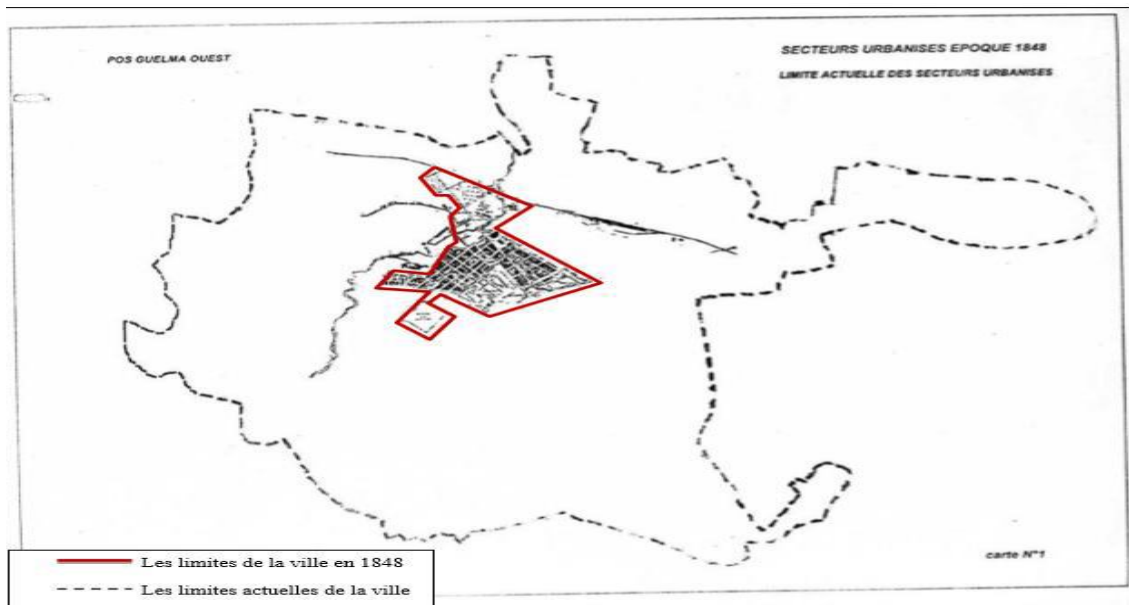 POS GUELMA OUEST
SECTEURS URBANISES EPOQUE 1848
LIMITE ACTUELLE DES SECTEURS URBANISES
carte N°1
Les limites de la ville en 1848
Les limites actuelles de la ville